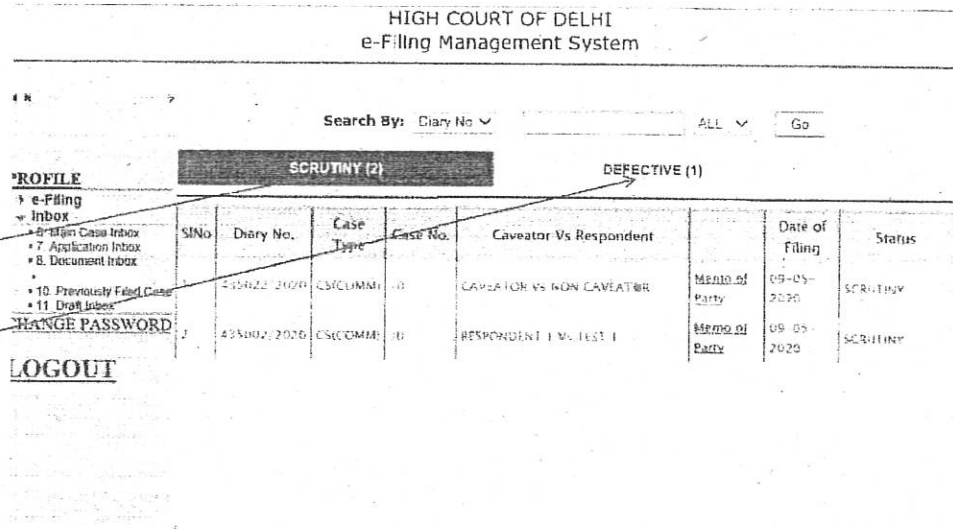 HIGH COURT OF DELHI
e-Filing Management System
Search By: Diary No ALL Go
SCRUTINY (2) DEFECTIVE (1)
PROFILE
e-Filing
Inbox
6. Main Case Inbox
7. Application Inbox
8. Document Inbox
10. Previously Filed Case
11. Draft Inbox
CHANGE PASSWORD
LOGOUT
SlNo Diary No. Case Type Case No. Caveator Vs Respondent Date of Filing Status
435022/2020 CS(COMM) CAVEATOR Vs NON CAVEATOR Memo of Party 09-05-2020 SCRUTINY
2 435002/2020 CS(COMM) RESPONDENT 1 Vs TEST 1 Memo of Party 09-05-2020 SCRUTINY